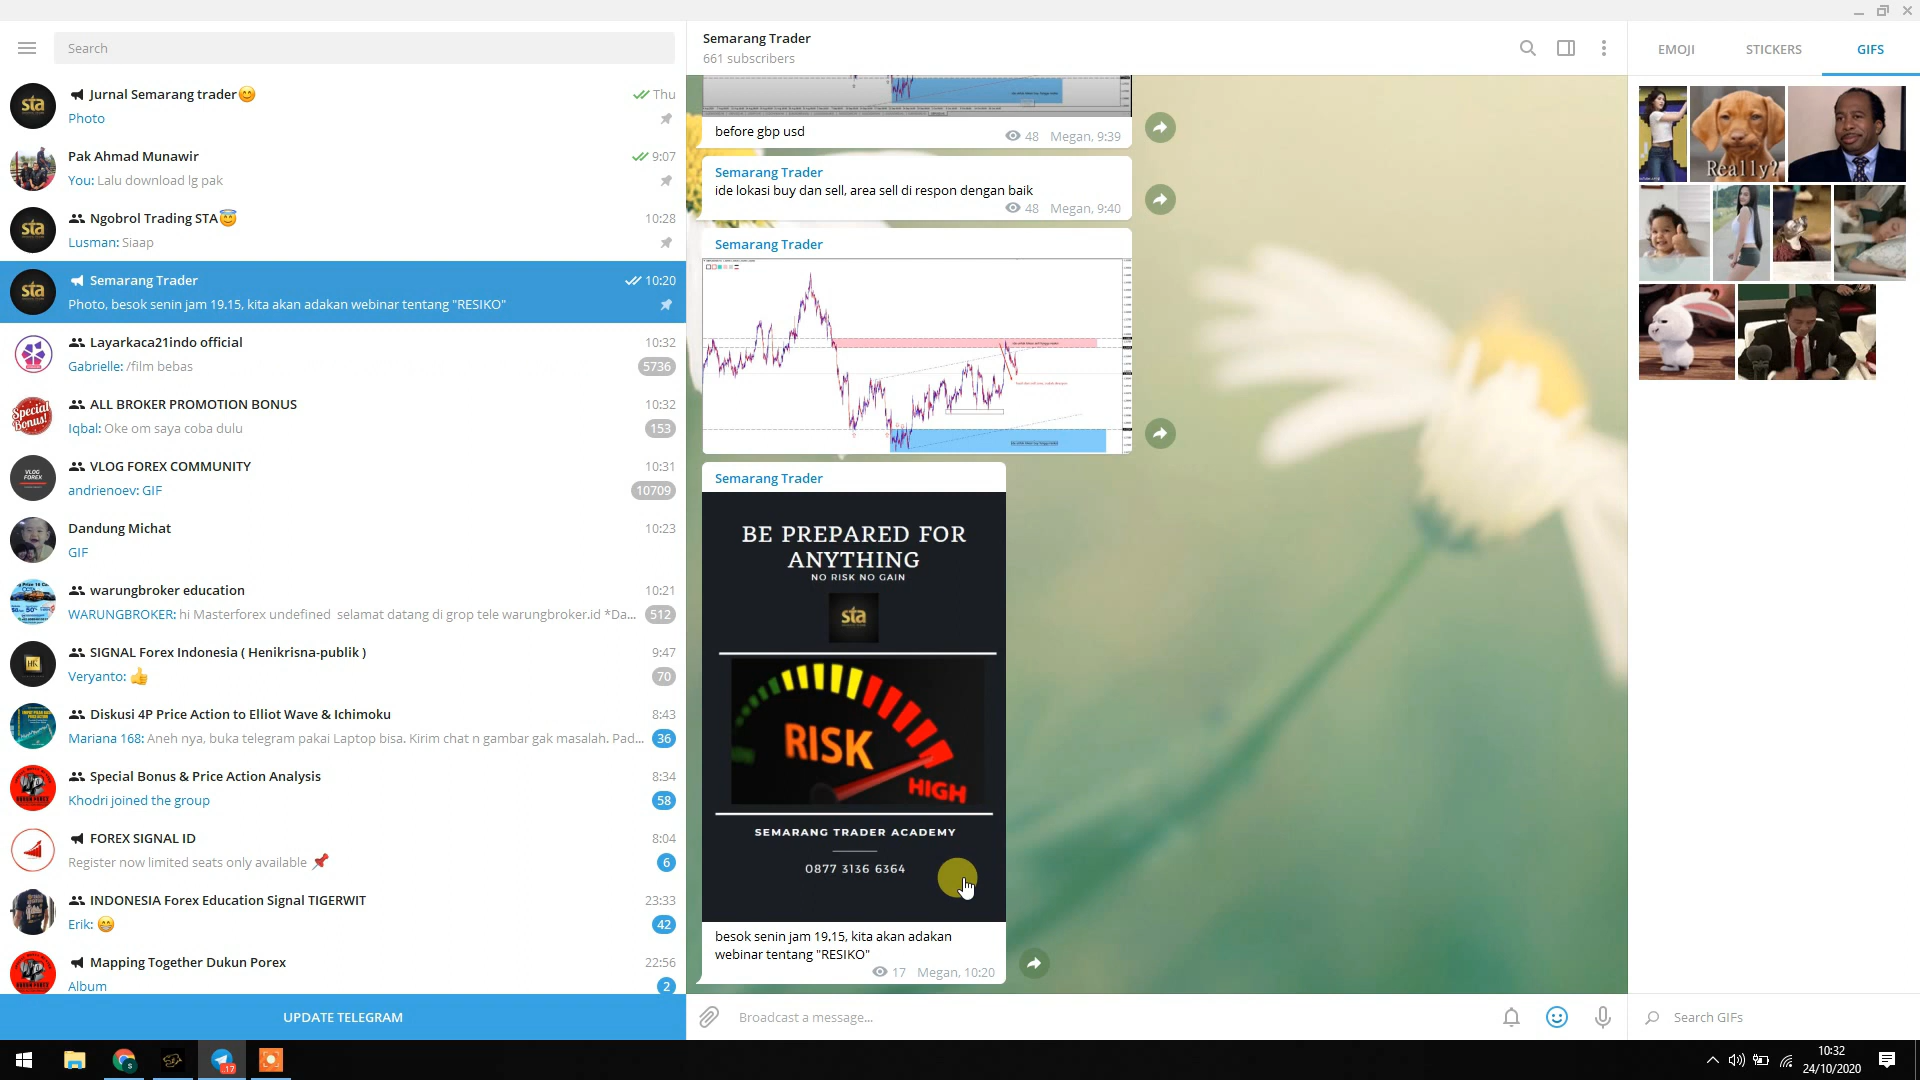 Search
Jurnal Semarang trader😊
Thu
Photo
Pak Ahmad Munawir
9:07
You: Lalu download lg pak
Ngobrol Trading STA😇
10:28
Lusman: Siaap
Semarang Trader
10:20
Photo, besok senin jam 19.15, kita akan adakan webinar tentang "RESIKO"
Layarkaca21indo official
10:32
Gabrielle: /film bebas
5736
ALL BROKER PROMOTION BONUS
10:32
Iqbal: Oke om saya coba dulu
153
VLOG FOREX COMMUNITY
10:31
andrienoev: GIF
10709
Dandung Michat
10:23
GIF
warungbroker education
10:21
WARUNGBROKER: hi Masterforex undefined selamat datang di grop tele warungbroker.id *Da...
512
SIGNAL Forex Indonesia ( Henikrisna-publik )
9:47
Veryanto: 👍
70
Diskusi 4P Price Action to Elliot Wave & Ichimoku
8:43
Mariana 168: Aneh nya, buka telegram pakai Laptop bisa. Kirim chat n gambar gak masalah. Pad...
36
Special Bonus & Price Action Analysis
8:34
Khodri joined the group
58
FOREX SIGNAL ID
8:04
Register now limited seats only available 📌
6
INDONESIA Forex Education Signal TIGERWIT
23:33
Erik: 😁
42
Mapping Together Dukun Porex
22:56
Album
2
UPDATE TELEGRAM
sta
sta
sta
Special Bonus!
VLOG FOREX
HK
Semarang Trader
661 subscribers
before gbp usd
48 Megan, 9:39
Semarang Trader
ide lokasi buy dan sell, area sell di respon dengan baik
48 Megan, 9:40
Semarang Trader
Semarang Trader
BE PREPARED FOR
ANYTHING
NO RISK NO GAIN
sta
RISK
HIGH
SEMARANG TRADER ACADEMY
0877 3136 6364
besok senin jam 19.15, kita akan adakan
webinar tentang "RESIKO"
17 Megan, 10:20
Broadcast a message...
EMOJI
STICKERS
GIFS
Really?
Search GIFs
17
10:32
24/10/2020